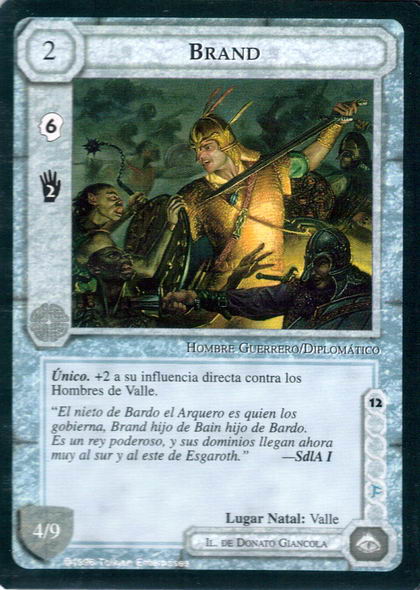 2
BRAND
6
2
HOMBRE GUERRERO/DIPLOMÁTICO
Único. +2 a su influencia directa contra los
Hombres de Valle.
“El nieto de Bardo el Arquero es quien los
gobierna, Brand hijo de Bain hijo de Bardo.
Es un rey poderoso, y sus dominios llegan ahora
muy al sur y al este de Esgaroth.” —SdlA I
12
Lugar Natal: Valle
4/9
IL. DE DONATO GIANCOLA
©1996 Tolkien Enterprises